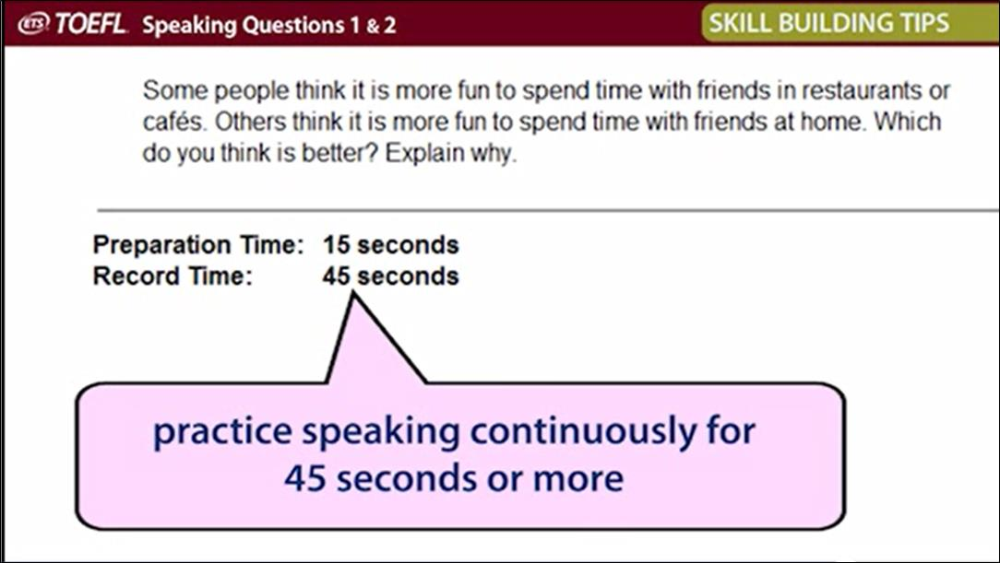 ETS TOEFL Speaking Questions 1 & 2
SKILL BUILDING TIPS
Some people think it is more fun to spend time with friends in restaurants or
cafés. Others think it is more fun to spend time with friends at home. Which
do you think is better? Explain why.
Preparation Time: 15 seconds
Record Time: 45 seconds
practice speaking continuously for
45 seconds or more